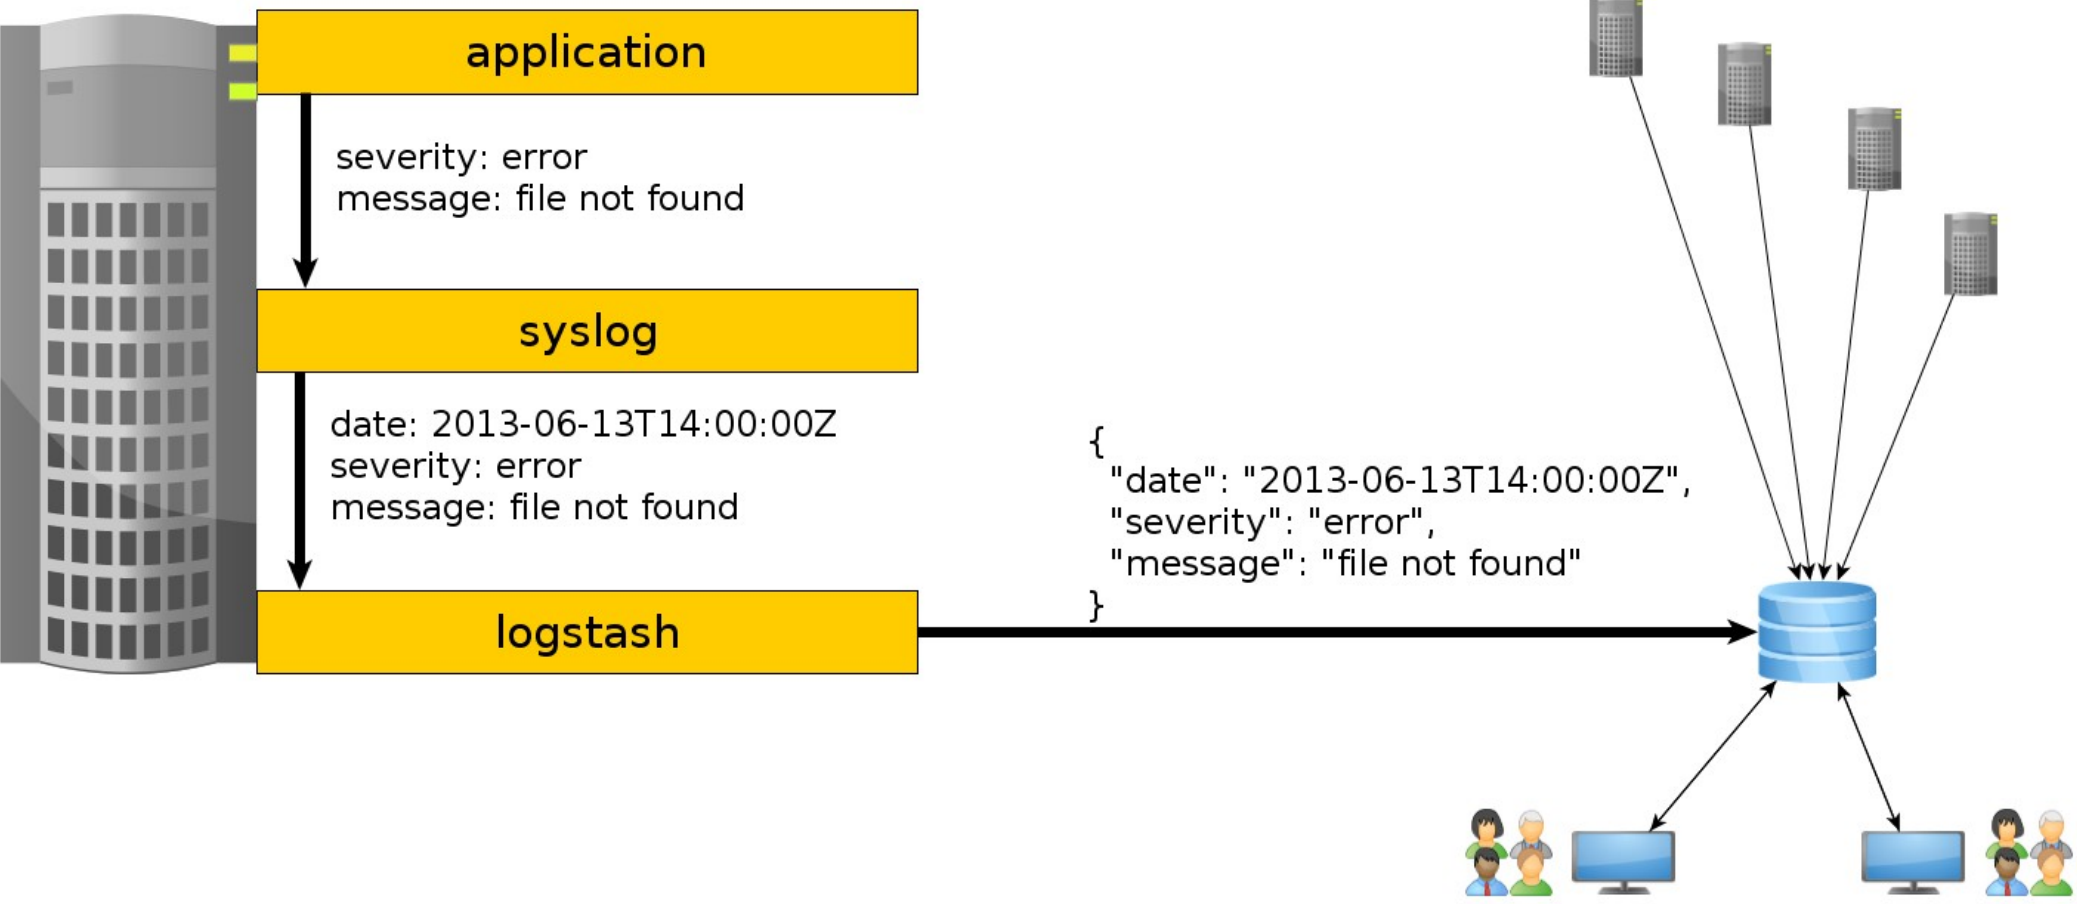 application
severity: error
message: file not found
syslog
date: 2013-06-13T14:00:00Z
severity: error
message: file not found
logstash
{
"date": "2013-06-13T14:00:00Z",
"severity": "error",
"message": "file not found"
}